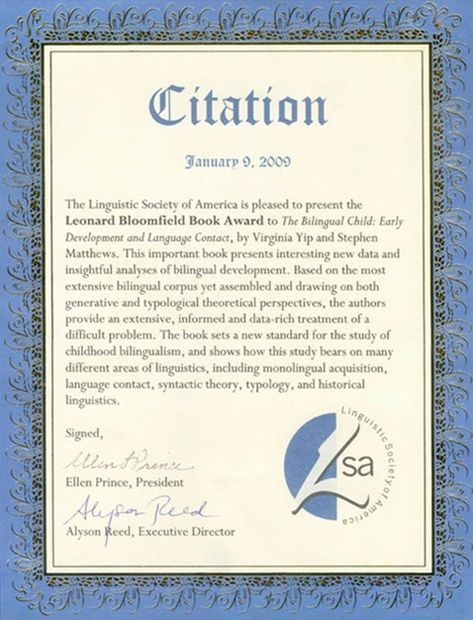 Citation
January 9, 2009
The Linguistic Society of America is pleased to present the
Leonard Bloomfield Book Award to The Bilingual Child: Early
Development and Language Contact, by Virginia Yip and Stephen
Matthews. This important book presents interesting new data and
insightful analyses of bilingual development. Based on the most
extensive bilingual corpus yet assembled and drawing on both
generative and typological theoretical perspectives, the authors
provide an extensive, informed and data-rich treatment of a
difficult problem. The book sets a new standard for the study of
childhood bilingualism, and shows how this study bears on many
different areas of linguistics, including monolingual acquisition,
language contact, syntactic theory, typology, and historical
linguistics.
Signed,
Ellen F Prince
Ellen Prince, President
Alyson Reed
Alyson Reed, Executive Director
Lsa
Linguistic Society of America